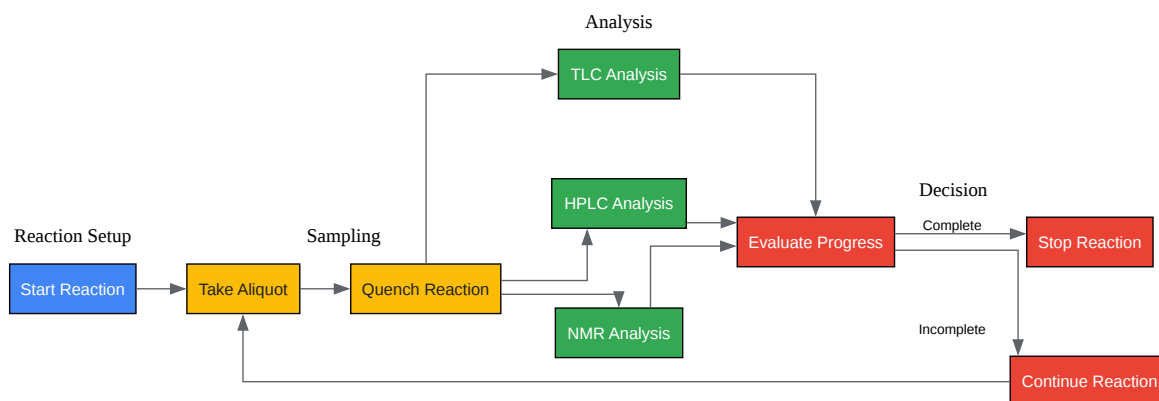 Analysis
TLC Analysis
HPLC Analysis
Decision
Reaction Setup
Sampling
Complete
Evaluate Progress
Stop Reaction
Start Reaction
Take Aliquot
Quench Reaction
NMR Analysis
Incomplete
Continue Reaction